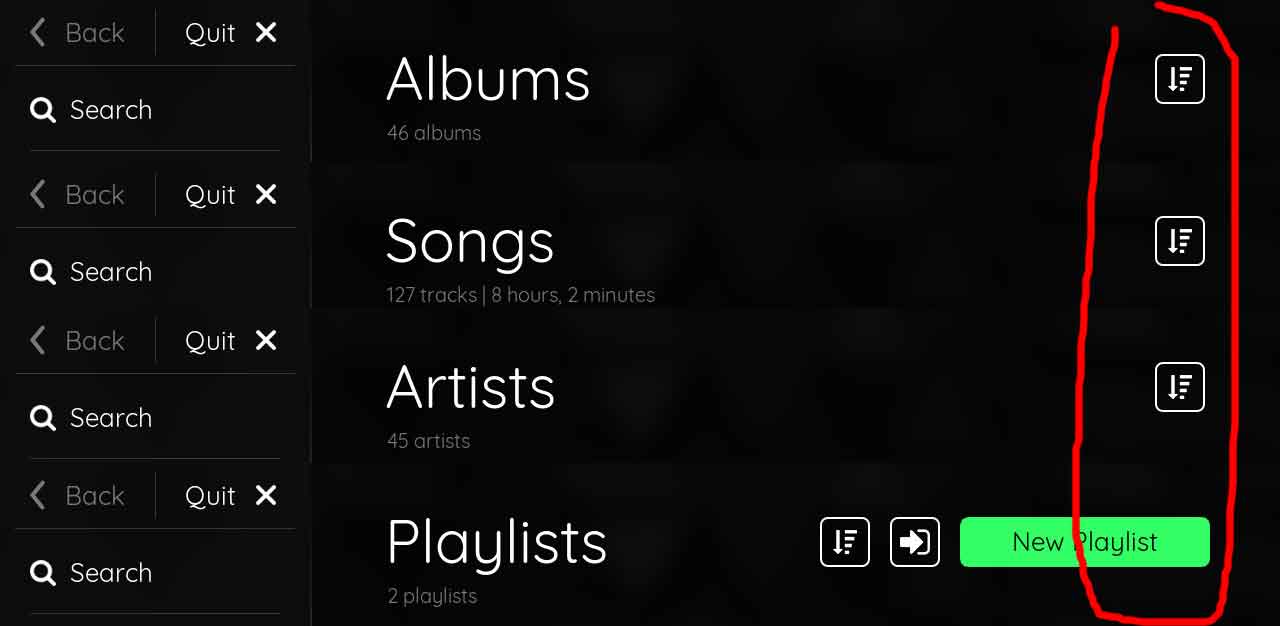 Back Quit
Albums
46 albums
Search
Back Quit
Songs
127 tracks | 8 hours, 2 minutes
Search
Back Quit
Artists
45 artists
Search
Back Quit
Playlists
New Playlist
2 playlists
Search